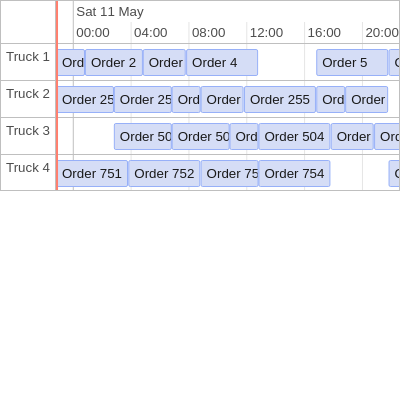 Sat 11 May
00:00 04:00 08:00 12:00 16:00 20:00
Truck 1 Ord Order 2 Order Order 4 Order 5
Truck 2 Order 25 Order 25 Ord Order Order 255 Ord Order
Truck 3 Order 50 Order 50 Ord Order 504 Order Ord
Truck 4 Order 751 Order 752 Order 75 Order 754